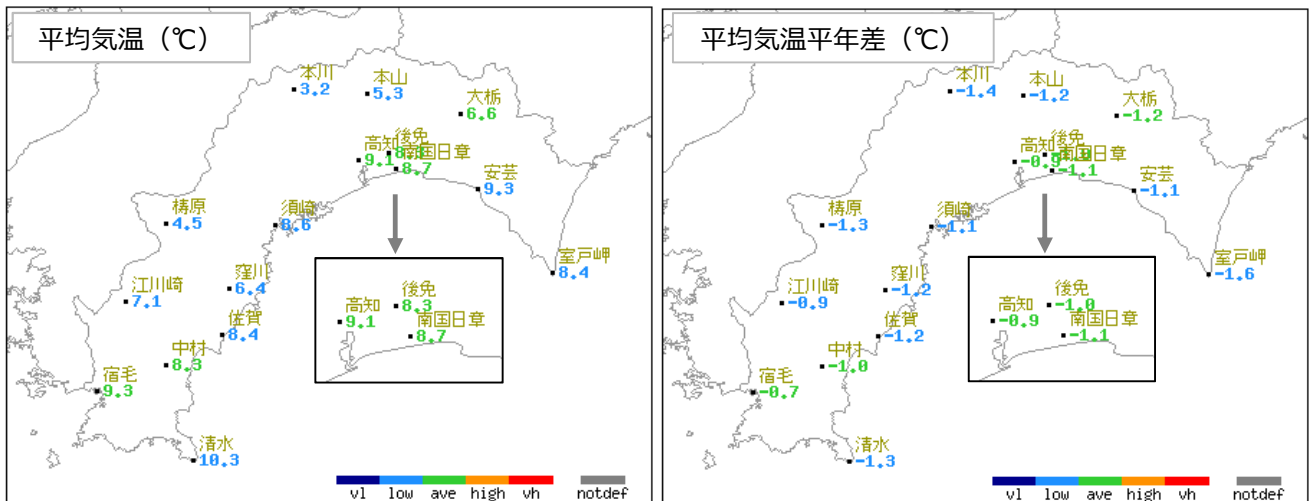 平均気温（℃）
本川
3.2
本山
5.3
大栃
6.6
後免
高知
9.1
南国日章
8.7
安芸
9.3
梼原
4.5
須崎
8.6
室戸岬
8.4
窪川
6.4
江川崎
7.1
佐賀
8.4
中村
8.3
宿毛
9.3
清水
10.3
後免
8.3
高知
9.1
南国日章
8.7
vl low ave high vh notdef
平均気温平年差（℃）
本川
-1.4
本山
-1.2
大栃
-1.2
高知
-0.9
南国日章
-1.1
安芸
-1.1
梼原
-1.3
須崎
-1.1
室戸岬
-1.6
窪川
-1.2
江川崎
-0.9
佐賀
-1.2
中村
-1.0
宿毛
-0.7
清水
-1.3
後免
-1.0
高知
-0.9
南国日章
-1.1
vl low ave high vh notdef